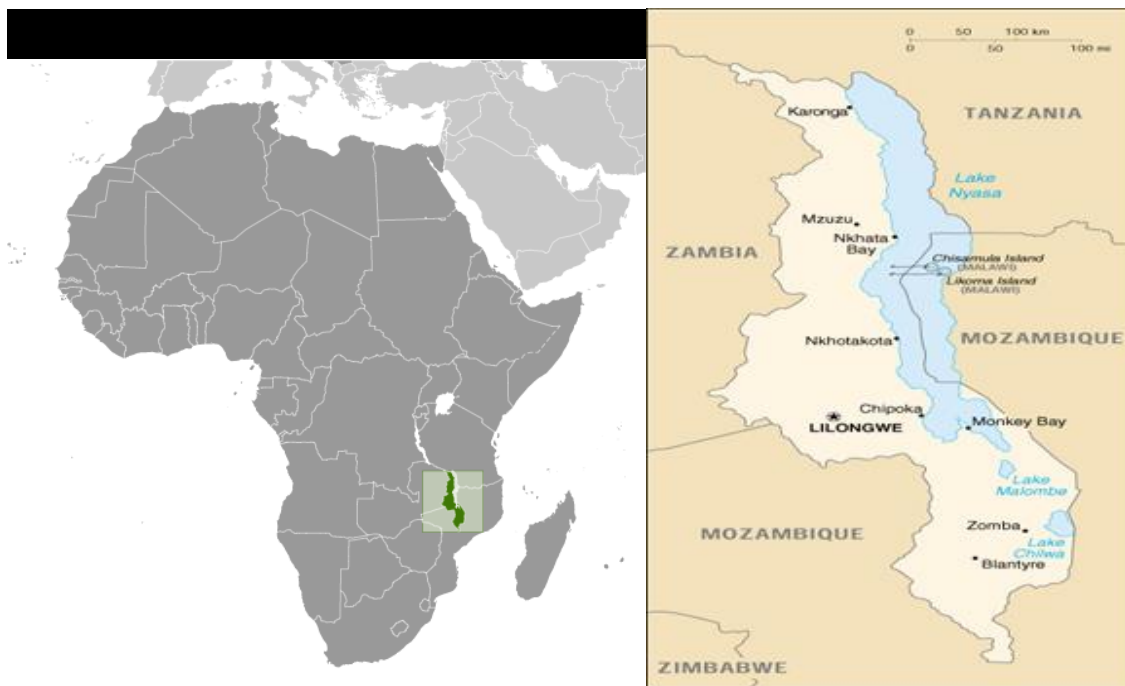 0 50 100 km
0 50 100 mi
Karonga
TANZANIA
Lake
Nyasa
Mzuzu
Nkhata
Bay
ZAMBIA
Chisamula Island
(MALAWI)
Likoma Island
(MALAWI)
MOZAMBIQUE
Nkhotakota
Chipoka
LILONGWE
Monkey Bay
Lake
Malombe
MOZAMBIQUE
Zomba
Lake
Chilwa
Blantyre
ZIMBABWE